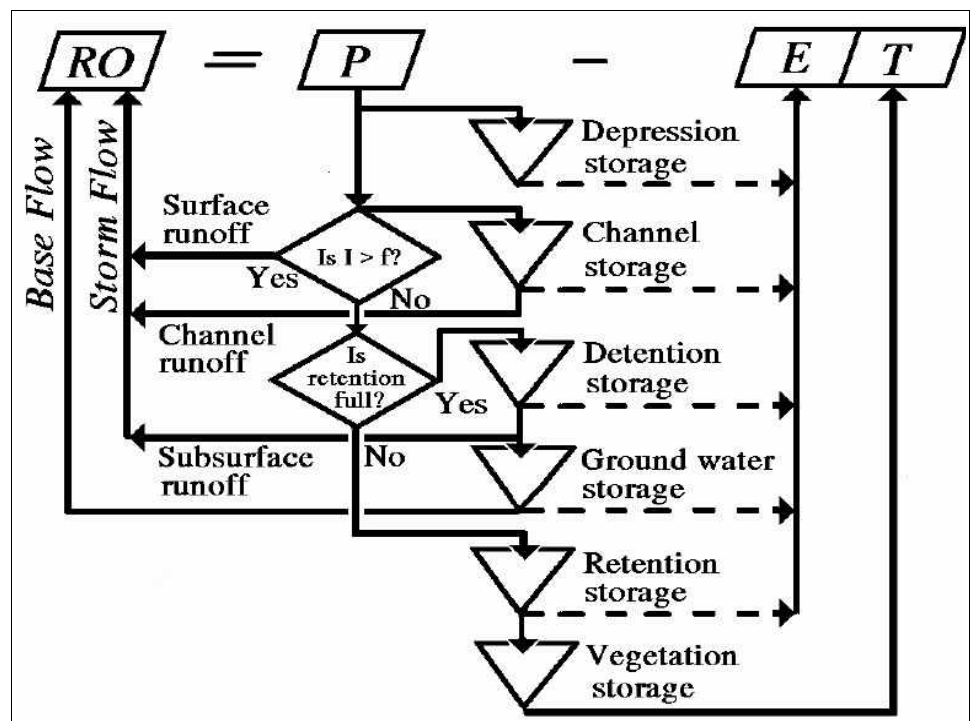 RO = P - E T
Depression
storage
Surface
runoff
Is I > f?
Yes
No
Channel
storage
Base Flow
Storm Flow
Channel
runoff
Is
retention
full?
Yes
No
Detention
storage
Subsurface
runoff
Ground water
storage
Retention
storage
Vegetation
storage